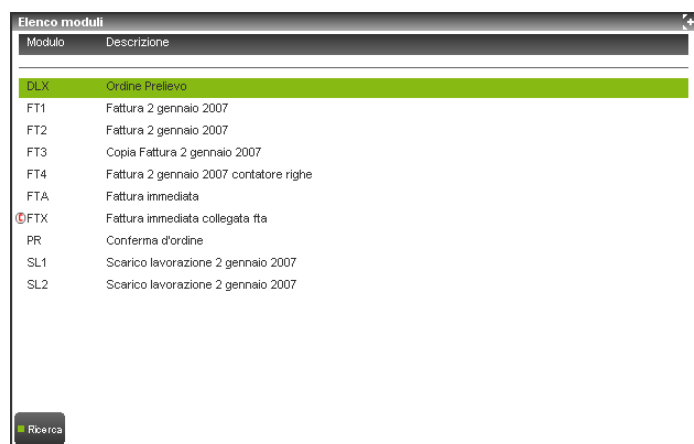 Elenco moduli
Modulo Descrizione
DLX Ordine Prelievo
FT1 Fattura 2 gennaio 2007
FT2 Fattura 2 gennaio 2007
FT3 Copia Fattura 2 gennaio 2007
FT4 Fattura 2 gennaio 2007 contatore righe
FTA Fattura immediata
FTX Fattura immediata collegata fta
PR Conferma d'ordine
SL1 Scarico lavorazione 2 gennaio 2007
SL2 Scarico lavorazione 2 gennaio 2007
Ricerca